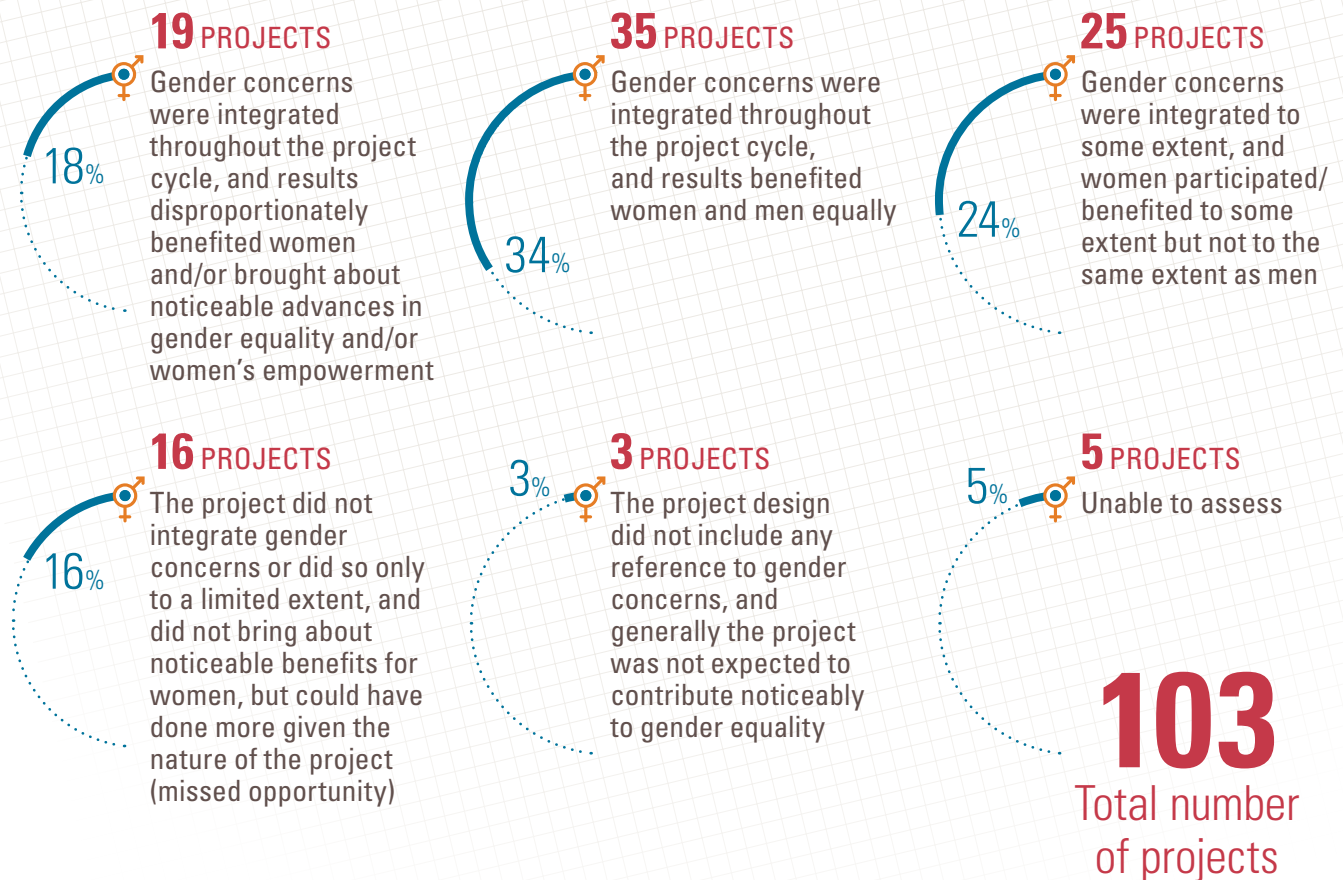 19 PROJECTS
Gender concerns
were integrated
throughout the project
cycle, and results
disproportionately
benefited women
and/or brought about
noticeable advances in
gender equality and/or
women's empowerment
18%
35 PROJECTS
Gender concerns were
integrated throughout
the project cycle,
and results benefited
women and men equally
34%
25 PROJECTS
Gender concerns
were integrated to
some extent, and
women participated/
benefited to some
extent but not to the
same extent as men
24%
16 PROJECTS
The project did not
integrate gender
concerns or did so only
to a limited extent, and
did not bring about
noticeable benefits for
women, but could have
done more given the
nature of the project
(missed opportunity)
16%
3 PROJECTS
The project design
did not include any
reference to gender
concerns, and
generally the project
was not expected to
contribute noticeably
to gender equality
3%
5 PROJECTS
Unable to assess
5%
103
Total number
of projects